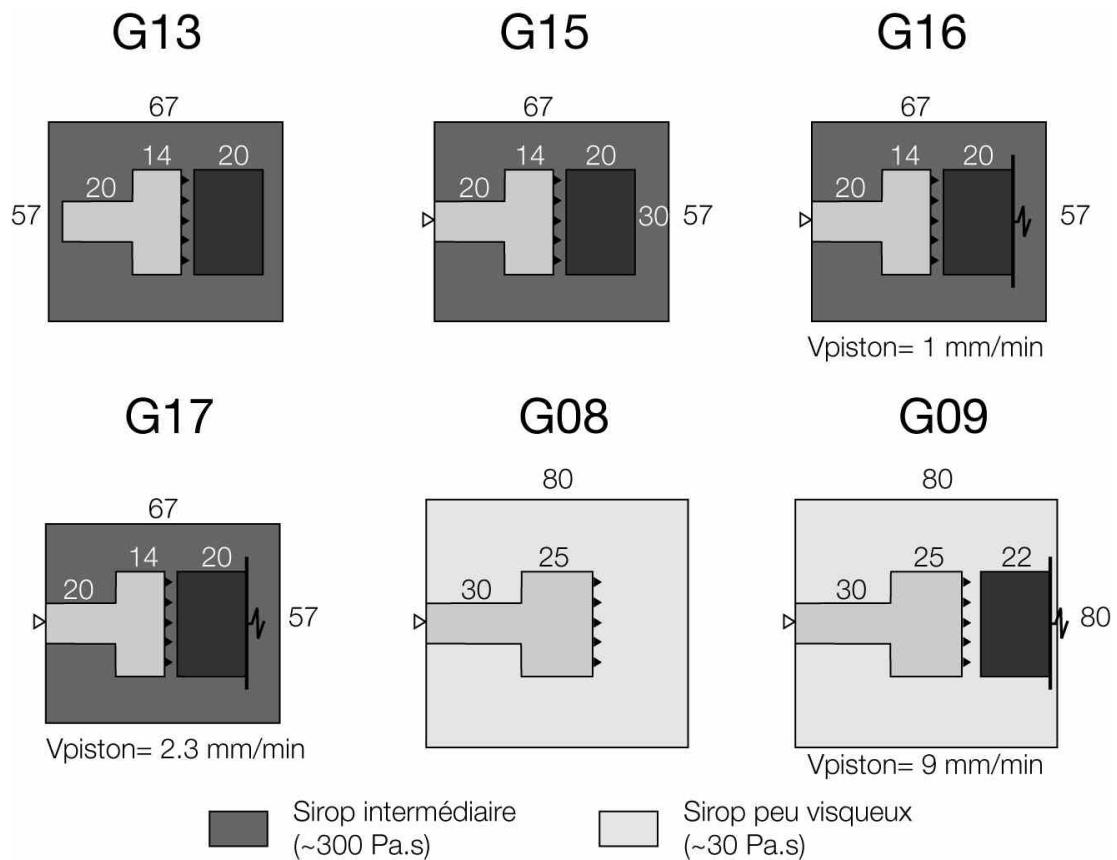 G13 G15 G16
67 67 67
14 20 14 20 14 20
20 20 20
57 30 57 57
Vpiston= 1 mm/min
G17 G08 G09
80 80
67
14 20 25 25 22
20 30 30
57 80
Vpiston= 2.3 mm/min Vpiston= 9 mm/min
Sirop intermédiaire Sirop peu visqueux
(~300 Pa.s) (~30 Pa.s)